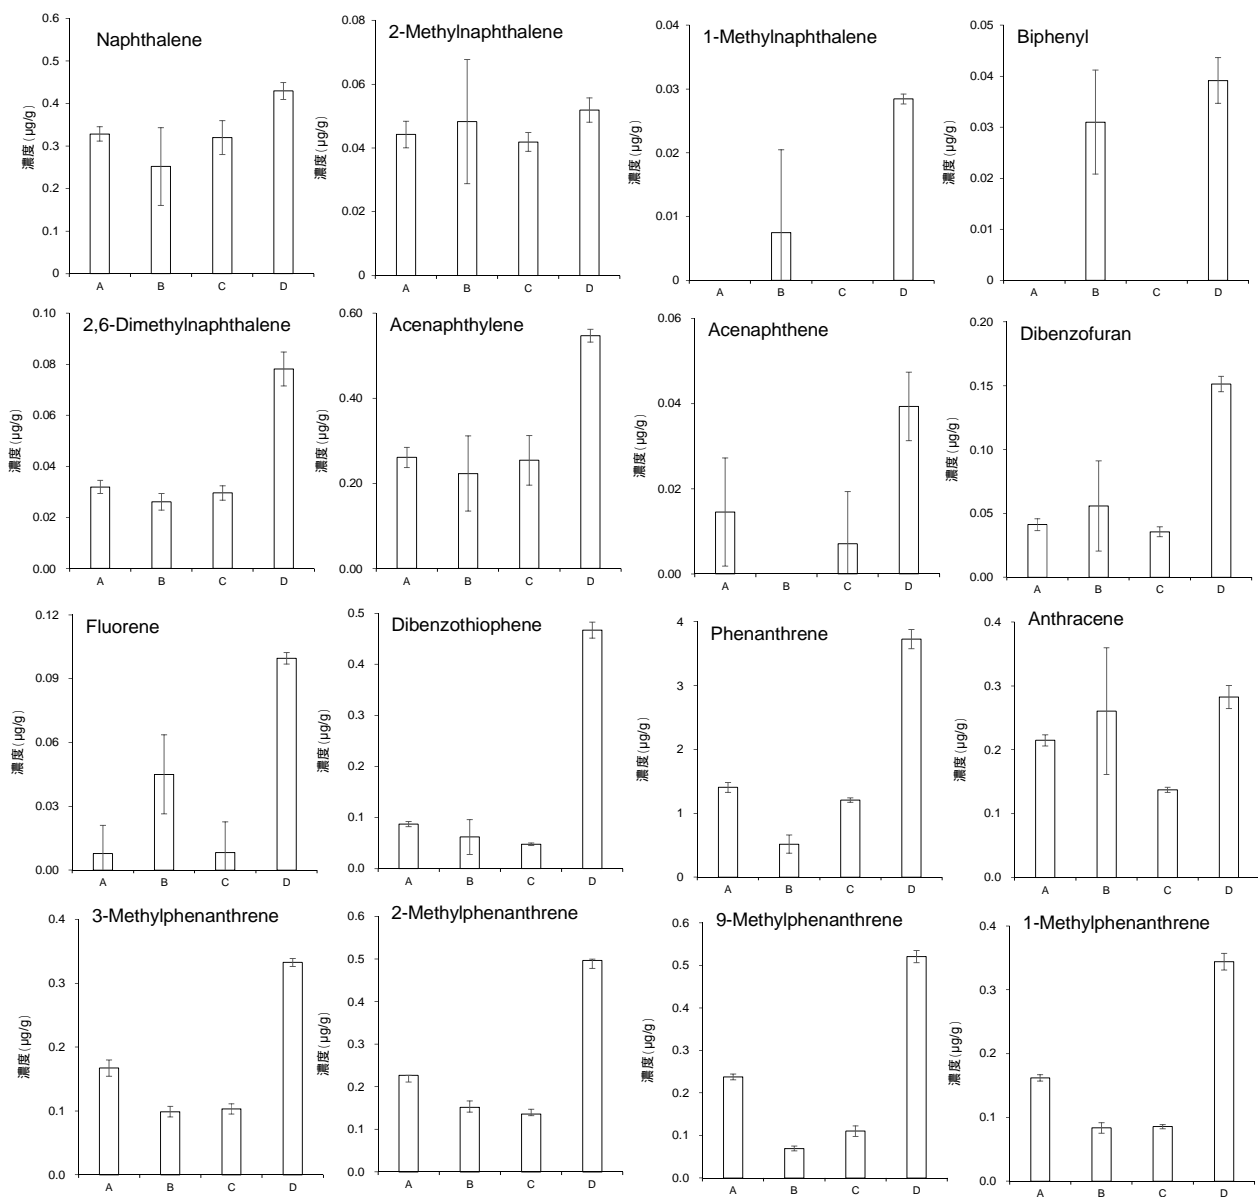 Naphthalene
濃度(μg/g)
0.6
0.5
0.4
0.3
0.2
0.1
0
A B C D
2-Methylnaphthalene
濃度(μg/g)
0.08
0.06
0.04
0.02
0
A B C D
1-Methylnaphthalene
濃度(μg/g)
0.04
0.03
0.02
0.01
0
A B C D
Biphenyl
濃度(μg/g)
0.05
0.04
0.03
0.02
0.01
0
A B C D
2,6-Dimethylnaphthalene
濃度(μg/g)
0.10
0.08
0.06
0.04
0.02
0.00
A B C D
Acenaphthylene
濃度(μg/g)
0.60
0.40
0.20
0.00
A B C D
Acenaphthene
濃度(μg/g)
0.06
0.04
0.02
0.00
A B C D
Dibenzofuran
濃度(μg/g)
0.20
0.15
0.10
0.05
0.00
A B C D
Fluorene
濃度(μg/g)
0.12
0.09
0.06
0.03
0.00
A B C D
Dibenzothiophene
濃度(μg/g)
0.5
0.4
0.3
0.2
0.1
0.0
A B C D
Phenanthrene
濃度(μg/g)
4
3
2
1
0
A B C D
Anthracene
濃度(μg/g)
0.4
0.3
0.2
0.1
0.0
A B C D
3-Methylphenanthrene
濃度(μg/g)
0.4
0.3
0.2
0.1
0.0
A B C D
2-Methylphenanthrene
濃度(μg/g)
0.6
0.5
0.4
0.3
0.2
0.1
0.0
A B C D
9-Methylphenanthrene
濃度(μg/g)
0.6
0.5
0.4
0.3
0.2
0.1
0.0
A B C D
1-Methylphenanthrene
濃度(μg/g)
0.4
0.3
0.2
0.1
0.0
A B C D